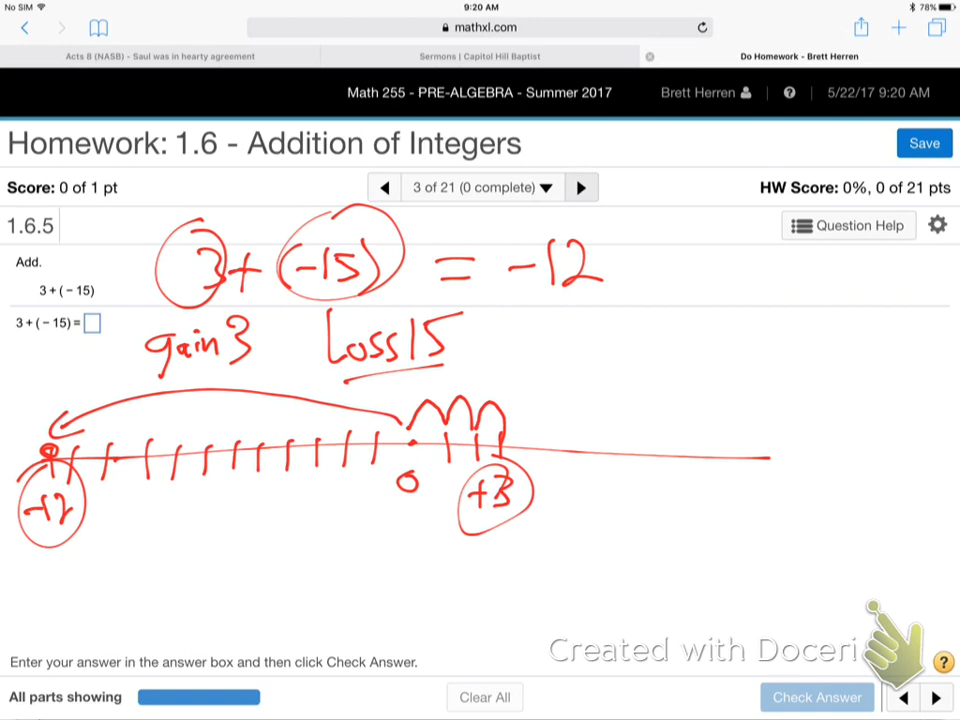 No SIM 9:20 AM 78%
mathxl.com
Acts 8 (NASB) - Saul was in hearty agreement Sermons | Capitol Hill Baptist Do Homework - Brett Herren
Math 255 - PRE-ALGEBRA - Summer 2017 Brett Herren ? 5/22/17 9:20 AM
Homework: 1.6 - Addition of Integers Save
Score: 0 of 1 pt 3 of 21 (0 complete) HW Score: 0%, 0 of 21 pts
1.6.5 Question Help
Add.
3 + (-15) = -12
3 + ( - 15)
3 + ( - 15) =
gain 3 Loss 15
0 +3
-12
Created with Doceri
Enter your answer in the answer box and then click Check Answer. ?
All parts showing Clear All Check Answer